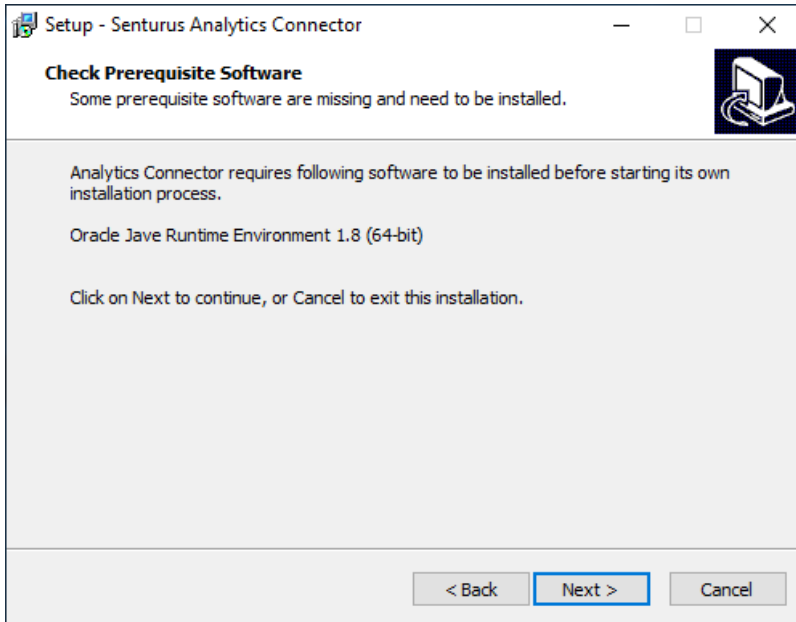 Setup - Senturus Analytics Connector
Check Prerequisite Software
Some prerequisite software are missing and need to be installed.
Analytics Connector requires following software to be installed before starting its own
installation process.
Oracle Jave Runtime Environment 1.8 (64-bit)
Click on Next to continue, or Cancel to exit this installation.
< Back
Next >
Cancel